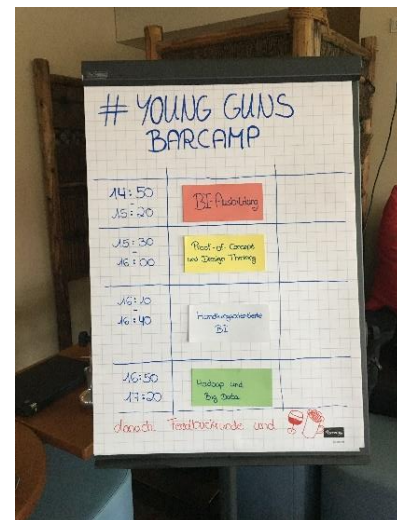 # YOUNG GUNS
BARCAMP
14:50
-
15:20
BI-Ausbildung
15:30
-
16:00
Proof-of-Concept
und Design Thinking
16:10
-
16:40
Handlungsorientierte
BI
16:50
-
17:20
Hadoop und
Big Data
danach: Feedbackrunde und